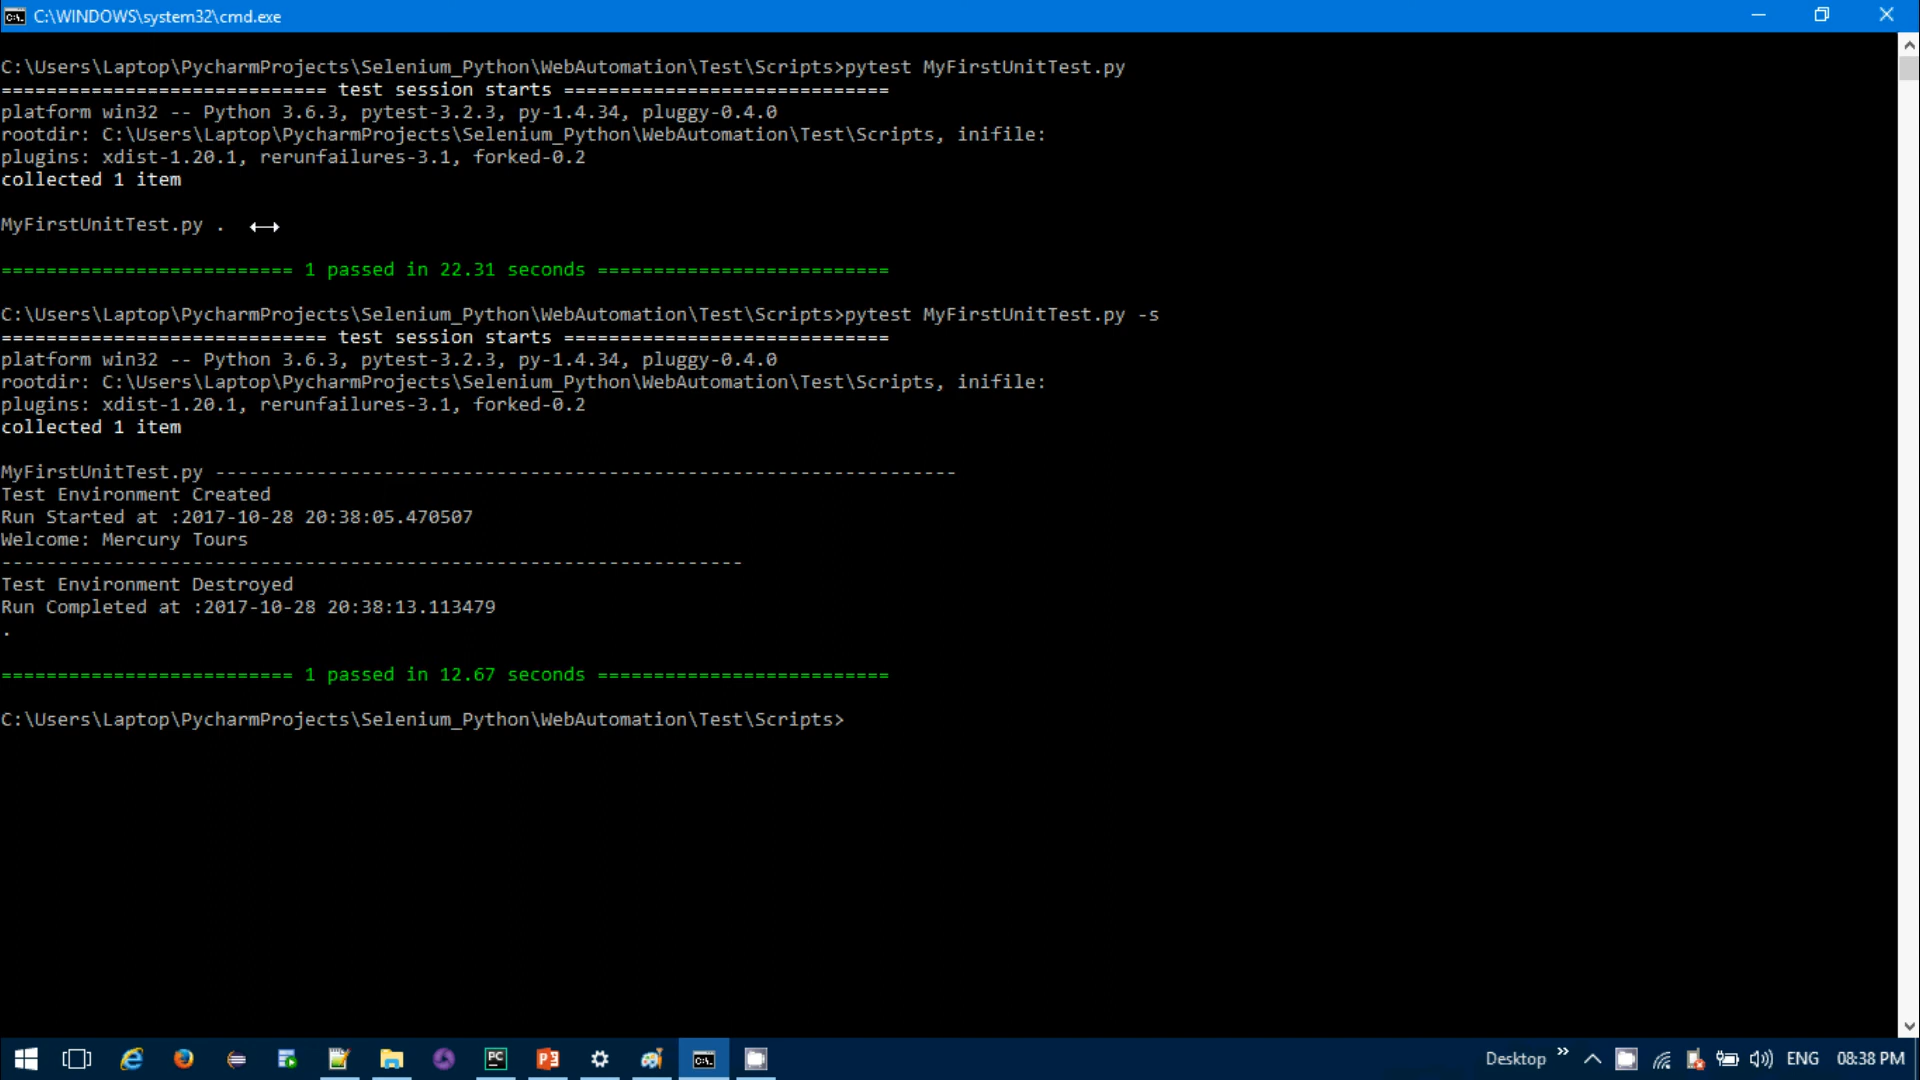 C:\WINDOWS\system32\cmd.exe
C:\Users\Laptop\PycharmProjects\Selenium_Python\WebAutomation\Test\Scripts>pytest MyFirstUnitTest.py
============================= test session starts =============================
platform win32 -- Python 3.6.3, pytest-3.2.3, py-1.4.34, pluggy-0.4.0
rootdir: C:\Users\Laptop\PycharmProjects\Selenium_Python\WebAutomation\Test\Scripts, inifile:
plugins: xdist-1.20.1, rerunfailures-3.1, forked-0.2
collected 1 item
MyFirstUnitTest.py .
========================== 1 passed in 22.31 seconds ==========================
C:\Users\Laptop\PycharmProjects\Selenium_Python\WebAutomation\Test\Scripts>pytest MyFirstUnitTest.py -s
============================= test session starts =============================
platform win32 -- Python 3.6.3, pytest-3.2.3, py-1.4.34, pluggy-0.4.0
rootdir: C:\Users\Laptop\PycharmProjects\Selenium_Python\WebAutomation\Test\Scripts, inifile:
plugins: xdist-1.20.1, rerunfailures-3.1, forked-0.2
collected 1 item
MyFirstUnitTest.py ------------------------------------------------------------------
Test Environment Created
Run Started at :2017-10-28 20:38:05.470507
Welcome: Mercury Tours
------------------------------------------------------------------
Test Environment Destroyed
Run Completed at :2017-10-28 20:38:13.113479
.
========================== 1 passed in 12.67 seconds ==========================
C:\Users\Laptop\PycharmProjects\Selenium_Python\WebAutomation\Test\Scripts>
Desktop » ENG 08:38 PM